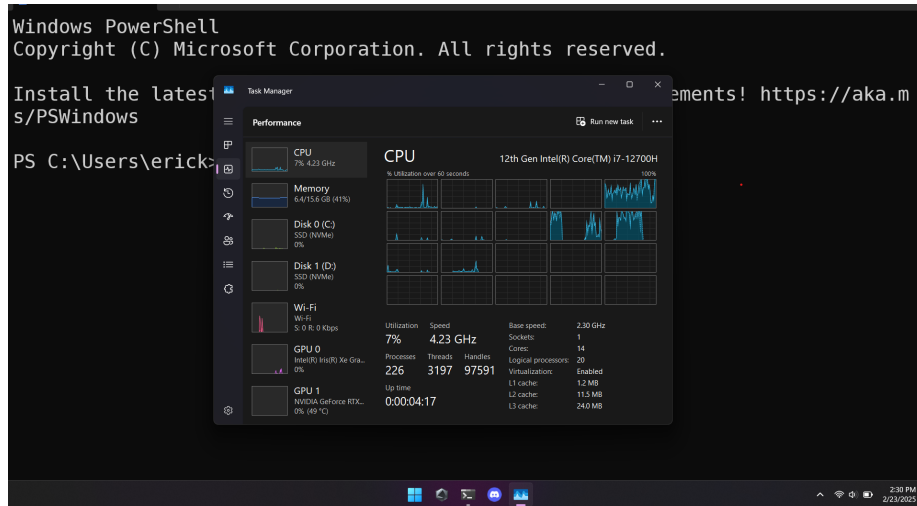 Windows PowerShell
Copyright (C) Microsoft Corporation. All rights reserved.
Install the latest
ements! https://aka.m
s/PSWindows
PS C:\Users\erick>
Task Manager
Performance
Run new task
CPU
7% 4.23 GHz
Memory
6.4/15.6 GB (41%)
Disk 0 (C:)
SSD (NVMe)
0%
Disk 1 (D:)
SSD (NVMe)
0%
Wi-Fi
Wi-Fi
S: 0 R: 0 Kbps
GPU 0
Intel(R) Iris(R) Xe Gra...
0%
GPU 1
NVIDIA GeForce RTX...
0% (49 °C)
CPU 12th Gen Intel(R) Core(TM) i7-12700H
% Utilization over 60 seconds 100%
Utilization Speed
7% 4.23 GHz
Processes Threads Handles
226 3197 97591
Up time
0:00:04:17
Base speed: 2.30 GHz
Sockets: 1
Cores: 14
Logical processors: 20
Virtualization: Enabled
L1 cache: 1.2 MB
L2 cache: 11.5 MB
L3 cache: 24.0 MB
2:30 PM
2/23/2025